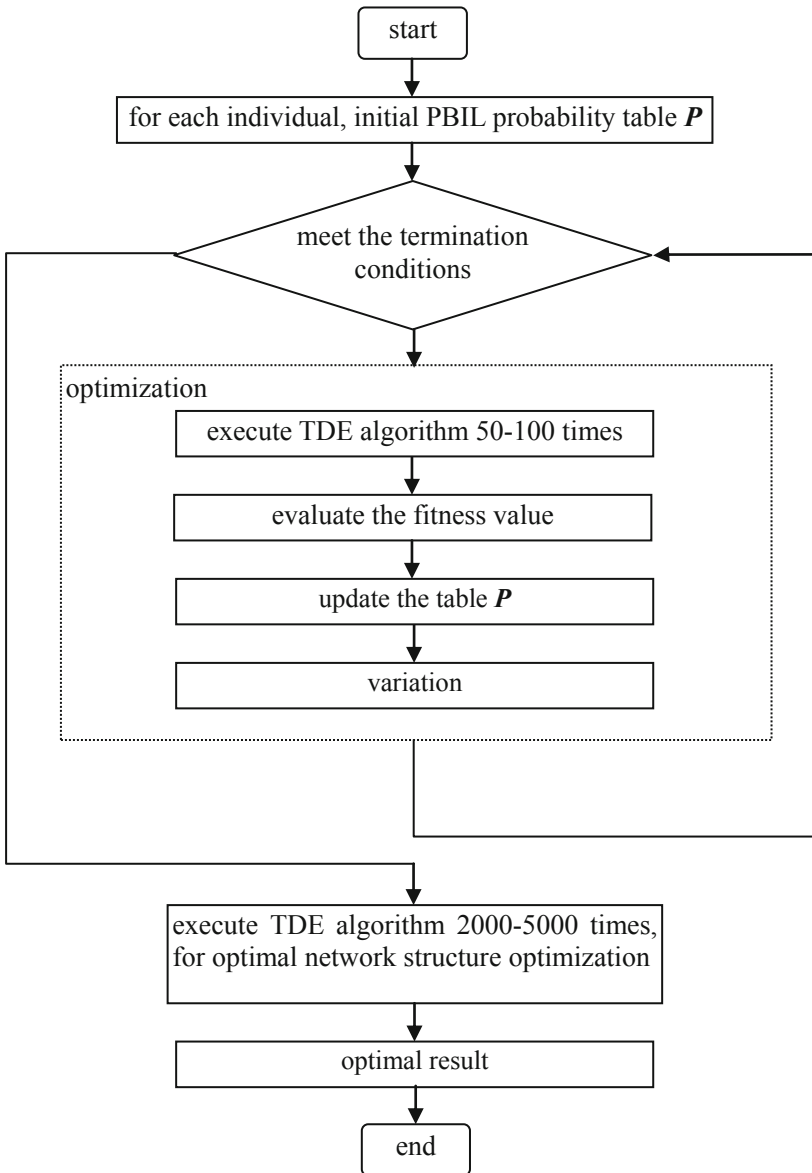 start
for each individual, initial PBIL probability table P
meet the termination
conditions
optimization
execute TDE algorithm 50-100 times
evaluate the fitness value
update the table P
variation
execute TDE algorithm 2000-5000 times,
for optimal network structure optimization
optimal result
end